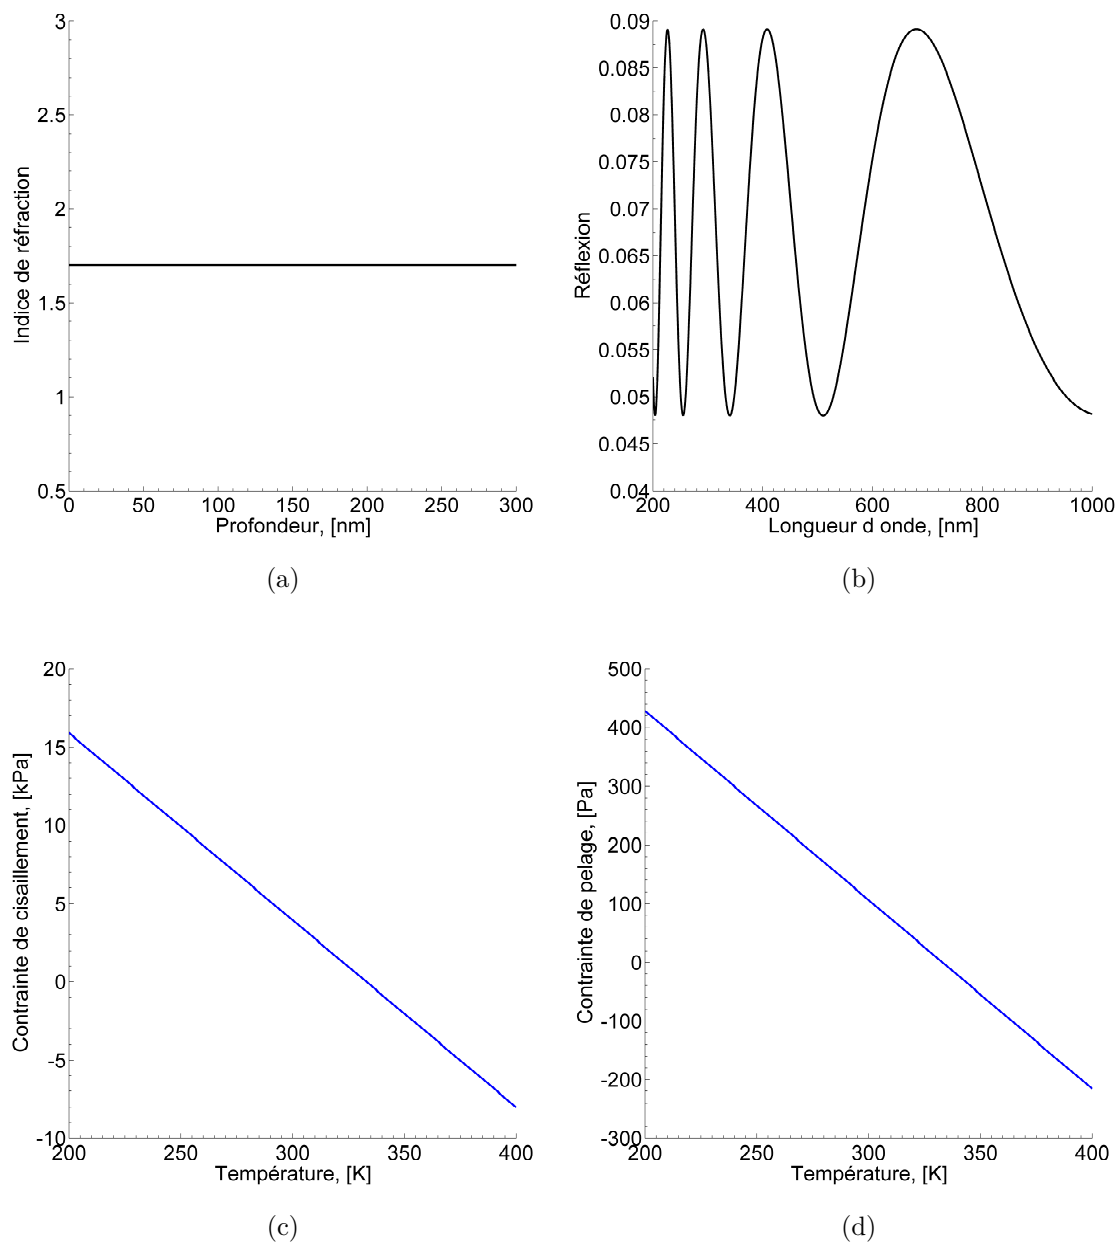 3
2.5
2
1.5
1
0.5
0 50 100 150 200 250 300
Profondeur, [nm]
Indice de réfraction
(a)
0.09
0.085
0.08
0.075
0.07
0.065
0.06
0.055
0.05
0.045
0.04
200 400 600 800 1000
Longueur d onde, [nm]
Réflexion
(b)
20
15
10
5
0
-5
-10
200 250 300 350 400
Température, [K]
Contrainte de cisaillement, [kPa]
(c)
500
400
300
200
100
0
-100
-200
-300
200 250 300 350 400
Température, [K]
Contrainte de pelage, [Pa]
(d)